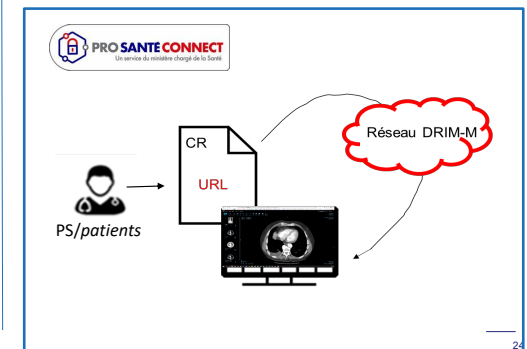 PRO SANTÉ CONNECT
Un service du ministère chargé de la Santé
Réseau DRIM-M
CR
URL
PS/patients
24